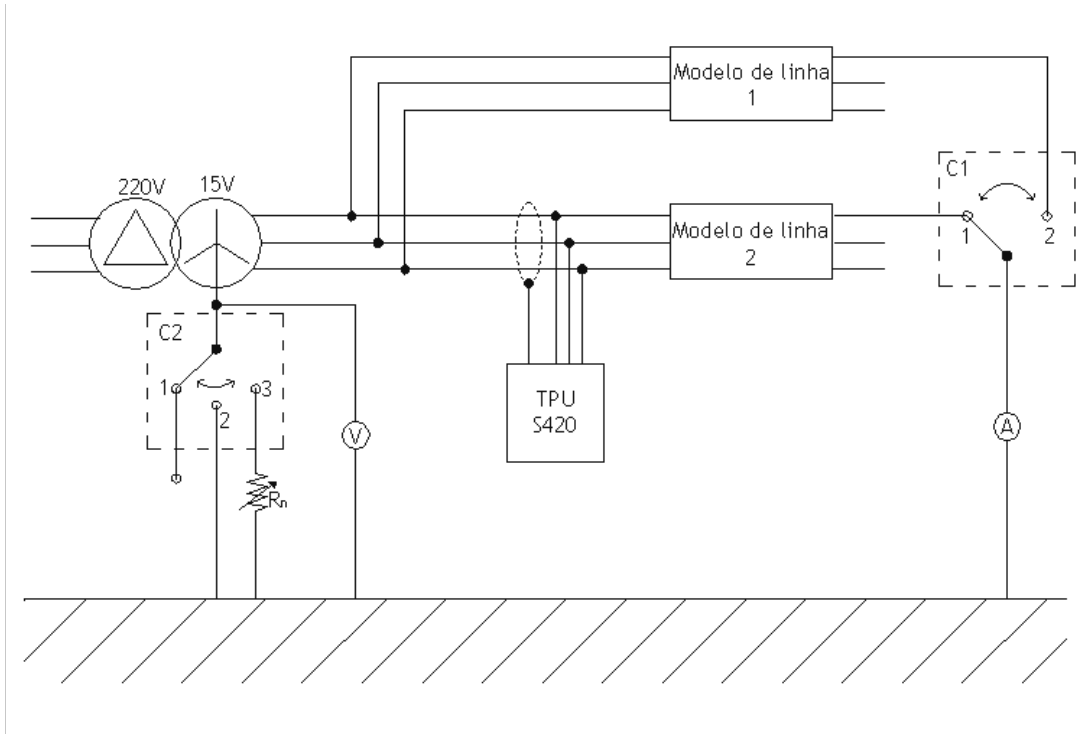 Modelo de linha
1
C1
220V
15V
Modelo de linha
2
1
2
C2
1
2
3
TPU
S420
V
A
Rn